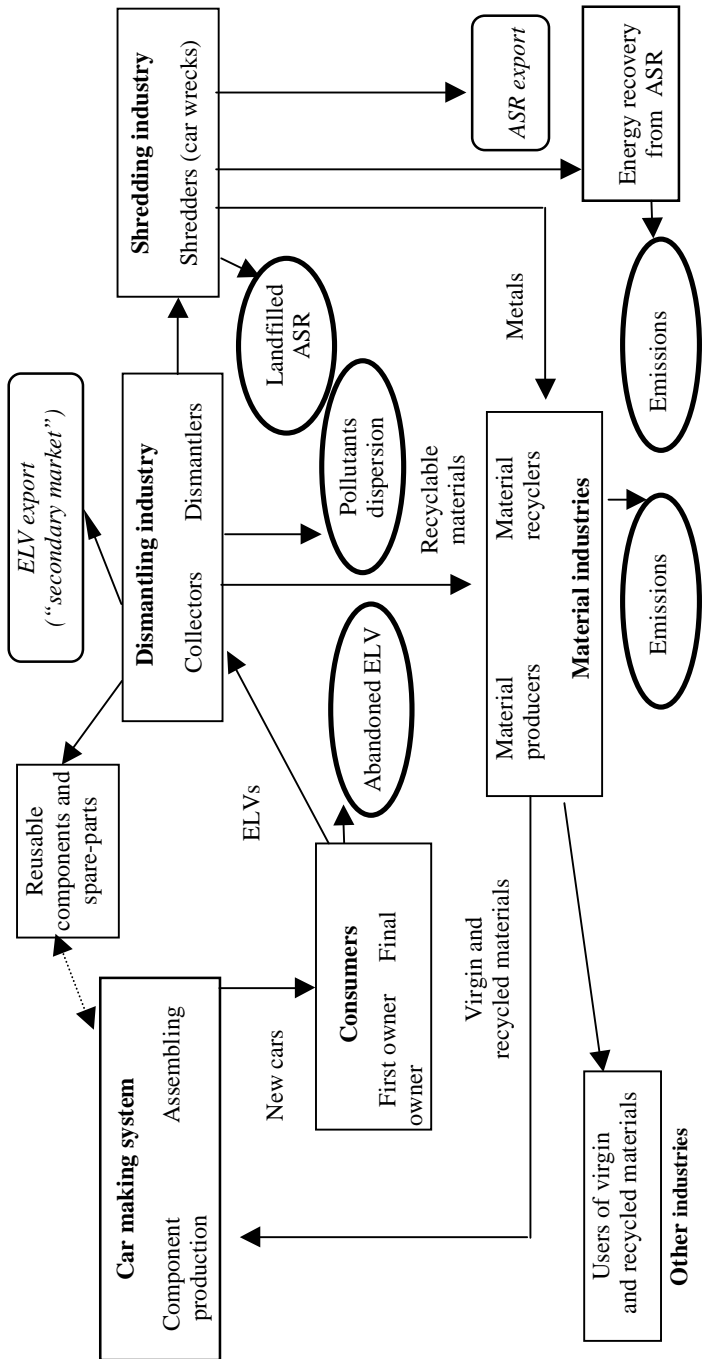 Car making system
Component
production
Assembling
Reusable
components and
spare-parts
ELV export
(“secondary market”)
Dismantling industry
Collectors Dismantlers
Shredding industry
Shredders (car wrecks)
New cars
ELVs
Consumers
First owner Final
owner
Abandoned ELV
Pollutants
dispersion
Landfilled
ASR
ASR export
Virgin and
recycled materials
Recyclable
materials
Metals
Material
producers
Material
recyclers
Material industries
Energy recovery
from ASR
Users of virgin
and recycled materials
Other industries
Emissions
Emissions